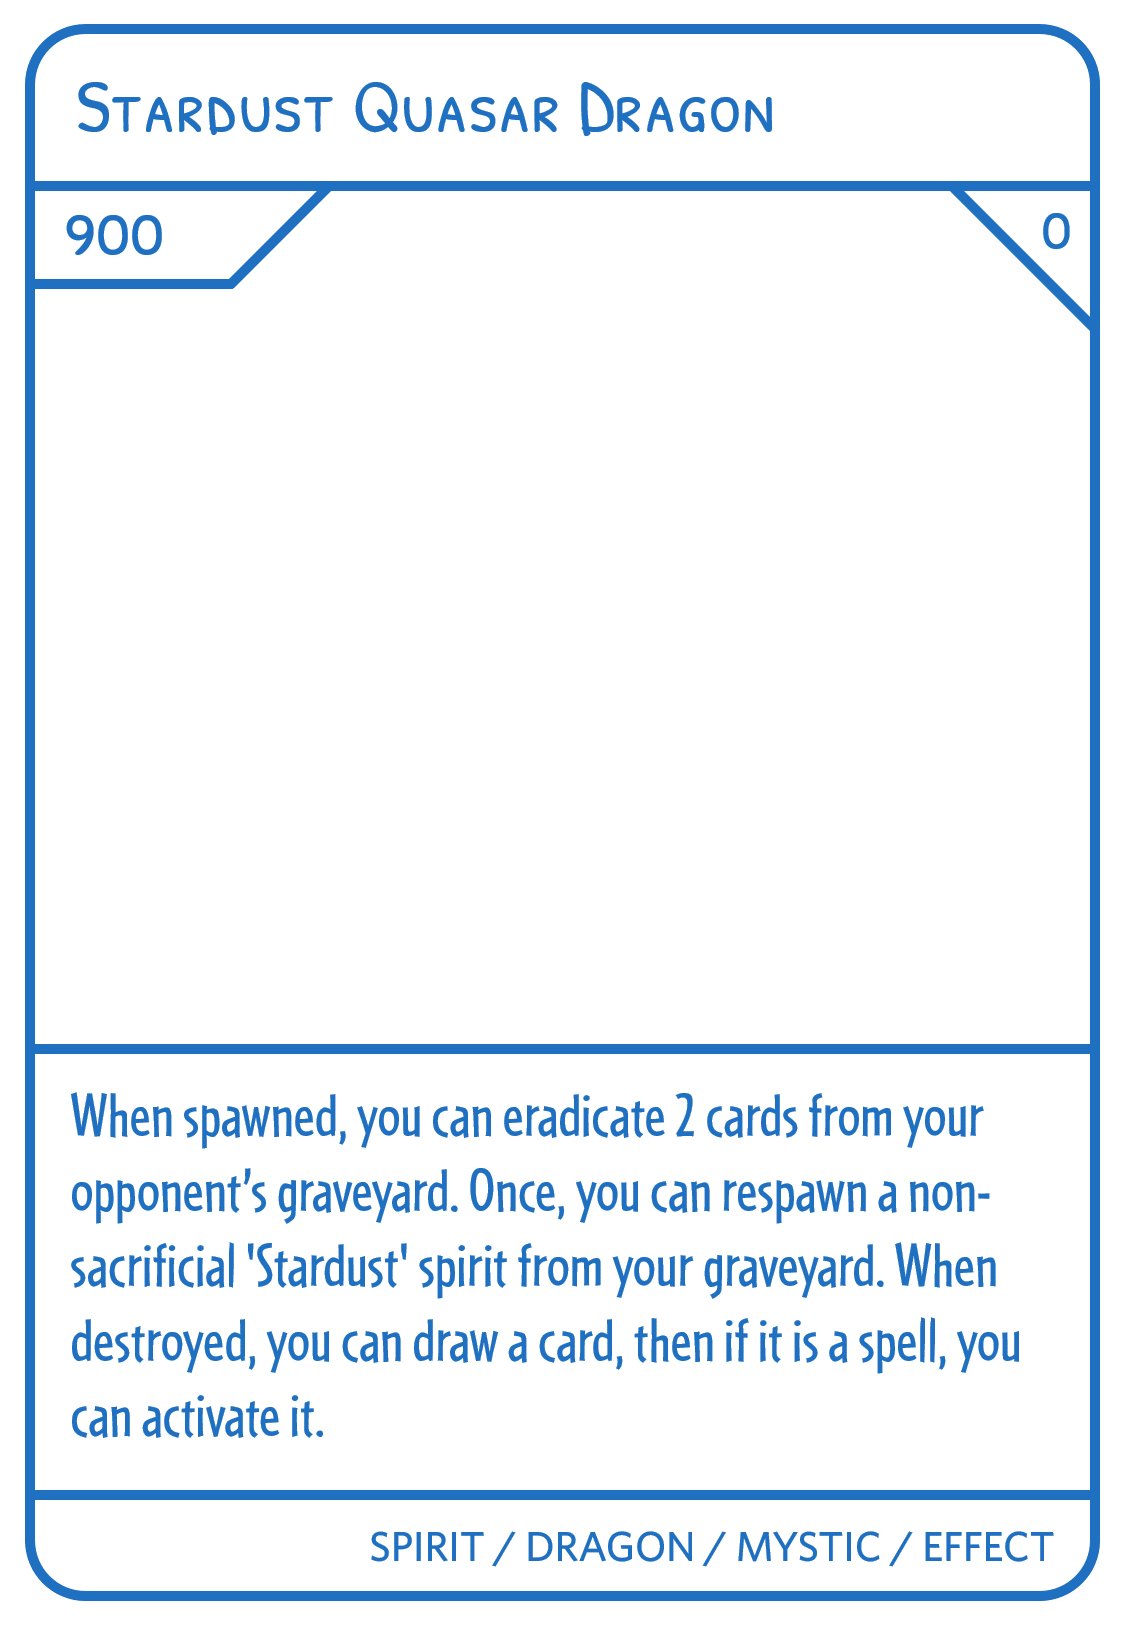 Stardust Quasar Dragon
900
0
When spawned, you can eradicate 2 cards from your
opponent’s graveyard. Once, you can respawn a non-
sacrificial 'Stardust' spirit from your graveyard. When
destroyed, you can draw a card, then if it is a spell, you
can activate it.
SPIRIT / DRAGON / MYSTIC / EFFECT